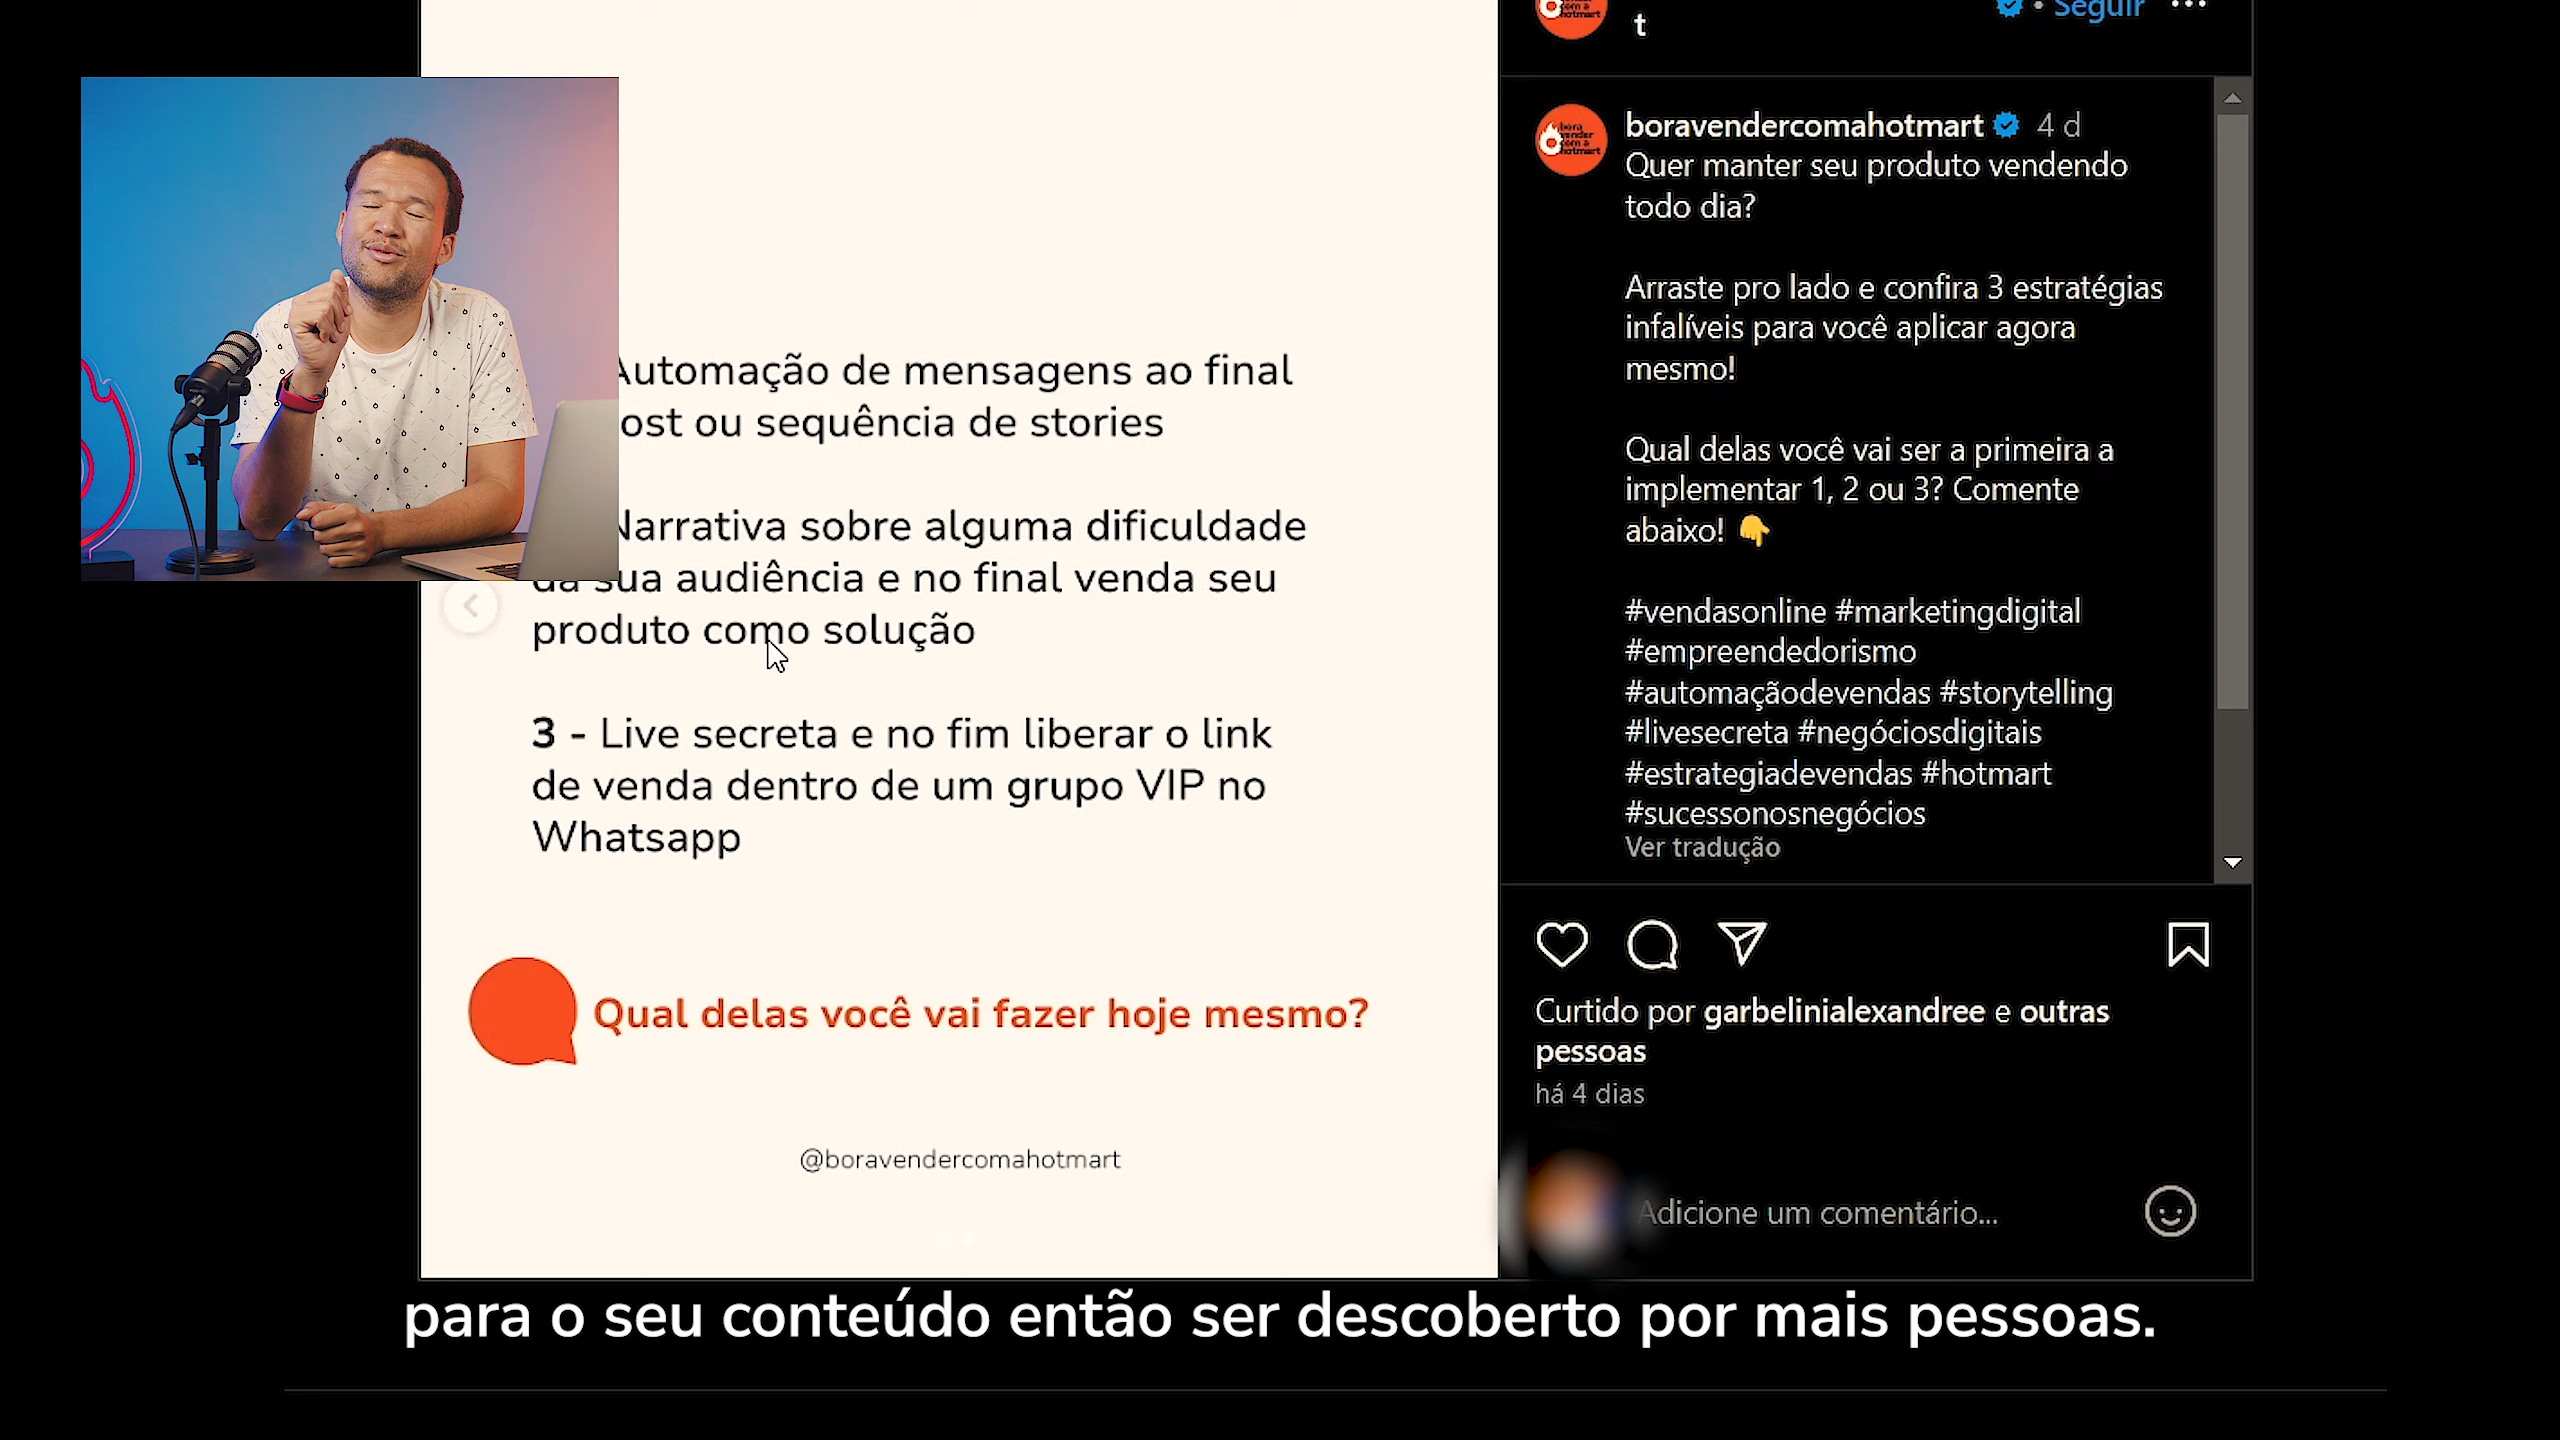 t
Seguir
Automação de mensagens ao final
ost ou sequência de stories
Narrativa sobre alguma dificuldade
da sua audiência e no final venda seu
produto como solução
3 - Live secreta e no fim liberar o link
de venda dentro de um grupo VIP no
Whatsapp
Qual delas você vai fazer hoje mesmo?
@boravendercomahotmart
boravendercomahotmart 4 d
Quer manter seu produto vendendo
todo dia?
Arraste pro lado e confira 3 estratégias
infalíveis para você aplicar agora
mesmo!
Qual delas você vai ser a primeira a
implementar 1, 2 ou 3? Comente
abaixo! 👇
#vendasonline #marketingdigital
#empreendedorismo
#automaçãodevendas #storytelling
#livesecreta #negóciosdigitais
#estrategiadevendas #hotmart
#sucessonosnegócios
Ver tradução
Curtido por garbelinialexandree e outras
pessoas
há 4 dias
Adicione um comentário...
para o seu conteúdo então ser descoberto por mais pessoas.